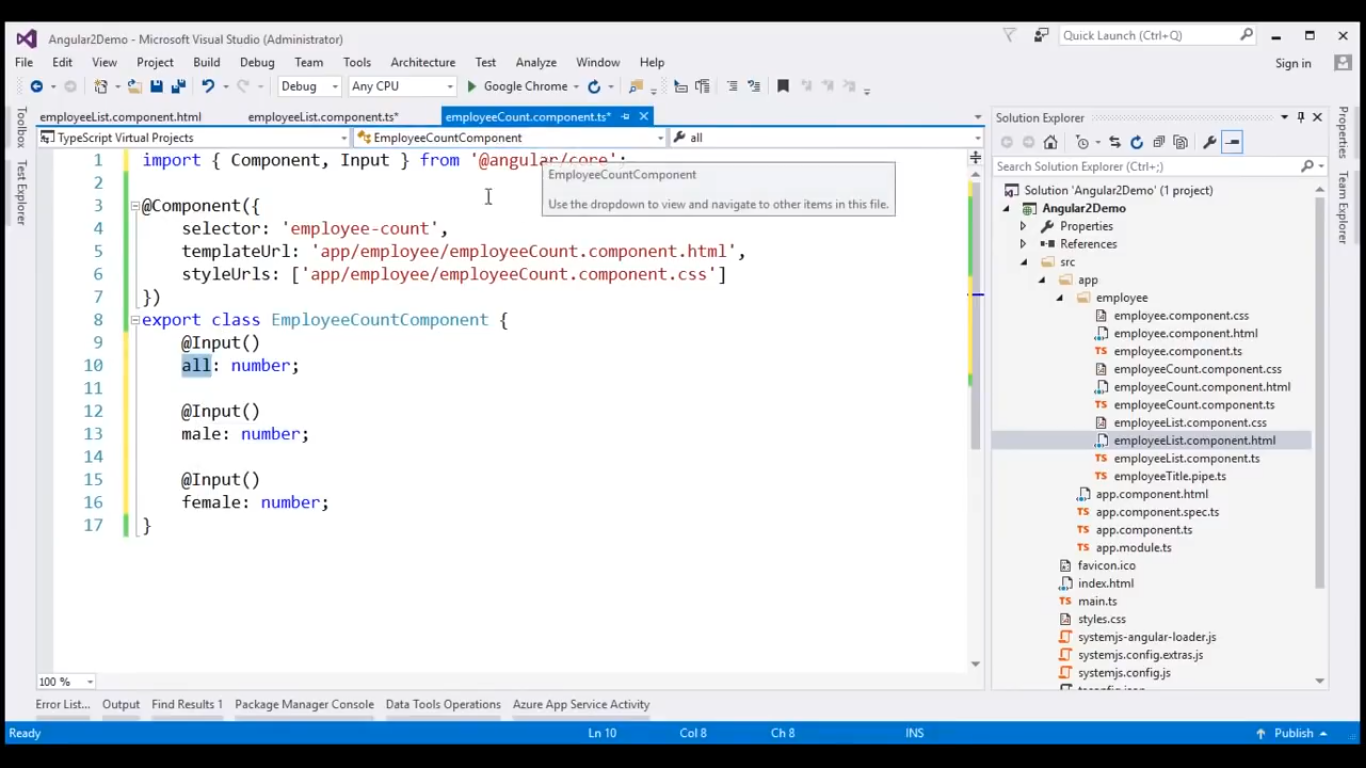 Angular2Demo - Microsoft Visual Studio (Administrator)
Quick Launch (Ctrl+Q)
File Edit View Project Build Debug Team Tools Architecture Test Analyze Window Help
Sign in
Debug Any CPU Google Chrome
employeeList.component.html employeeList.component.ts* employeeCount.component.ts*
TypeScript Virtual Projects EmployeeCountComponent all
Toolbox
Test Explorer
1 import { Component, Input } from '@angular/core';
EmployeeCountComponent
Use the dropdown to view and navigate to other items in this file.
2
3 @Component({
4 selector: 'employee-count',
5 templateUrl: 'app/employee/employeeCount.component.html',
6 styleUrls: ['app/employee/employeeCount.component.css']
7 })
8 export class EmployeeCountComponent {
9 @Input()
10 all: number;
11
12 @Input()
13 male: number;
14
15 @Input()
16 female: number;
17 }
100 %
Solution Explorer
Search Solution Explorer (Ctrl+;)
Solution 'Angular2Demo' (1 project)
Angular2Demo
Properties
References
src
app
employee
employee.component.css
employee.component.html
employee.component.ts
employeeCount.component.css
employeeCount.component.html
employeeCount.component.ts
employeeList.component.css
employeeList.component.html
employeeList.component.ts
employeeTitle.pipe.ts
app.component.html
app.component.spec.ts
app.component.ts
app.module.ts
favicon.ico
index.html
main.ts
styles.css
systemjs-angular-loader.js
systemjs.config.extras.js
systemjs.config.js
tsconfig.json
Properties
Team Explorer
Error List... Output Find Results 1 Package Manager Console Data Tools Operations Azure App Service Activity
Ready Ln 10 Col 8 Ch 8 INS Publish